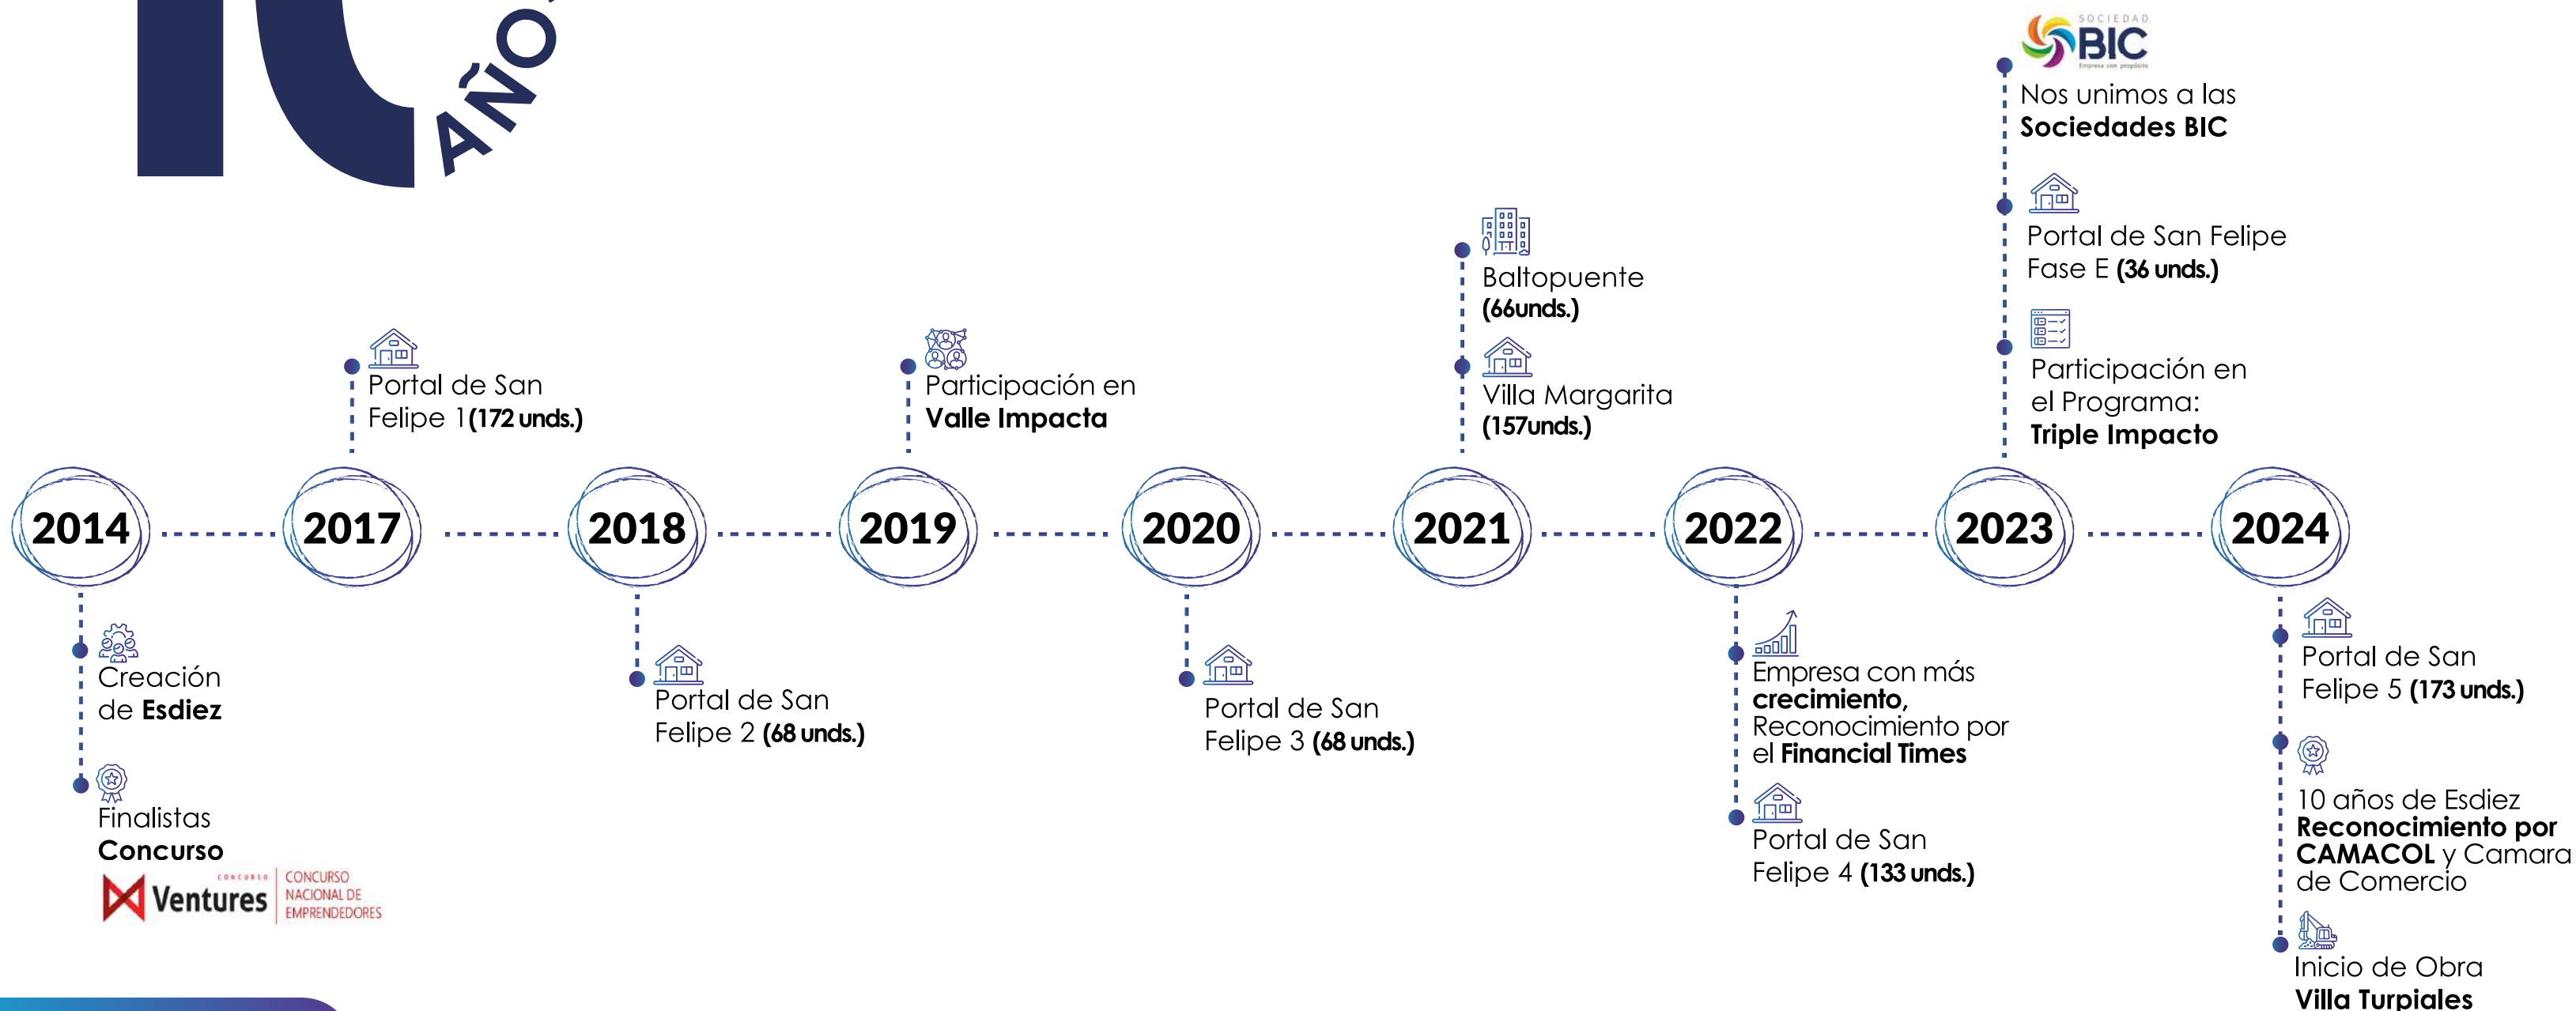 10
AÑOS
SOCIEDAD
BIC
Empresa con propósito
Nos unimos a las
Sociedades BIC
Portal de San Felipe
Fase E (36 unds.)
Participación en
el Programa:
Triple Impacto
Baltopuente
(66unds.)
Villa Margarita
(157unds.)
Participación en
Valle Impacta
Portal de San
Felipe 1(172 unds.)
2014
2017
2018
2019
2020
2021
2022
2023
2024
Creación
de Esdiez
Finalistas
Concurso
CONCURSO
Ventures
CONCURSO
NACIONAL DE
EMPRENDEDORES
Portal de San
Felipe 2 (68 unds.)
Portal de San
Felipe 3 (68 unds.)
Empresa con más
crecimiento,
Reconocimiento por
el Financial Times
Portal de San
Felipe 4 (133 unds.)
Portal de San
Felipe 5 (173 unds.)
10 años de Esdiez
Reconocimiento por
CAMACOL y Camara
de Comercio
Inicio de Obra
Villa Turpiales